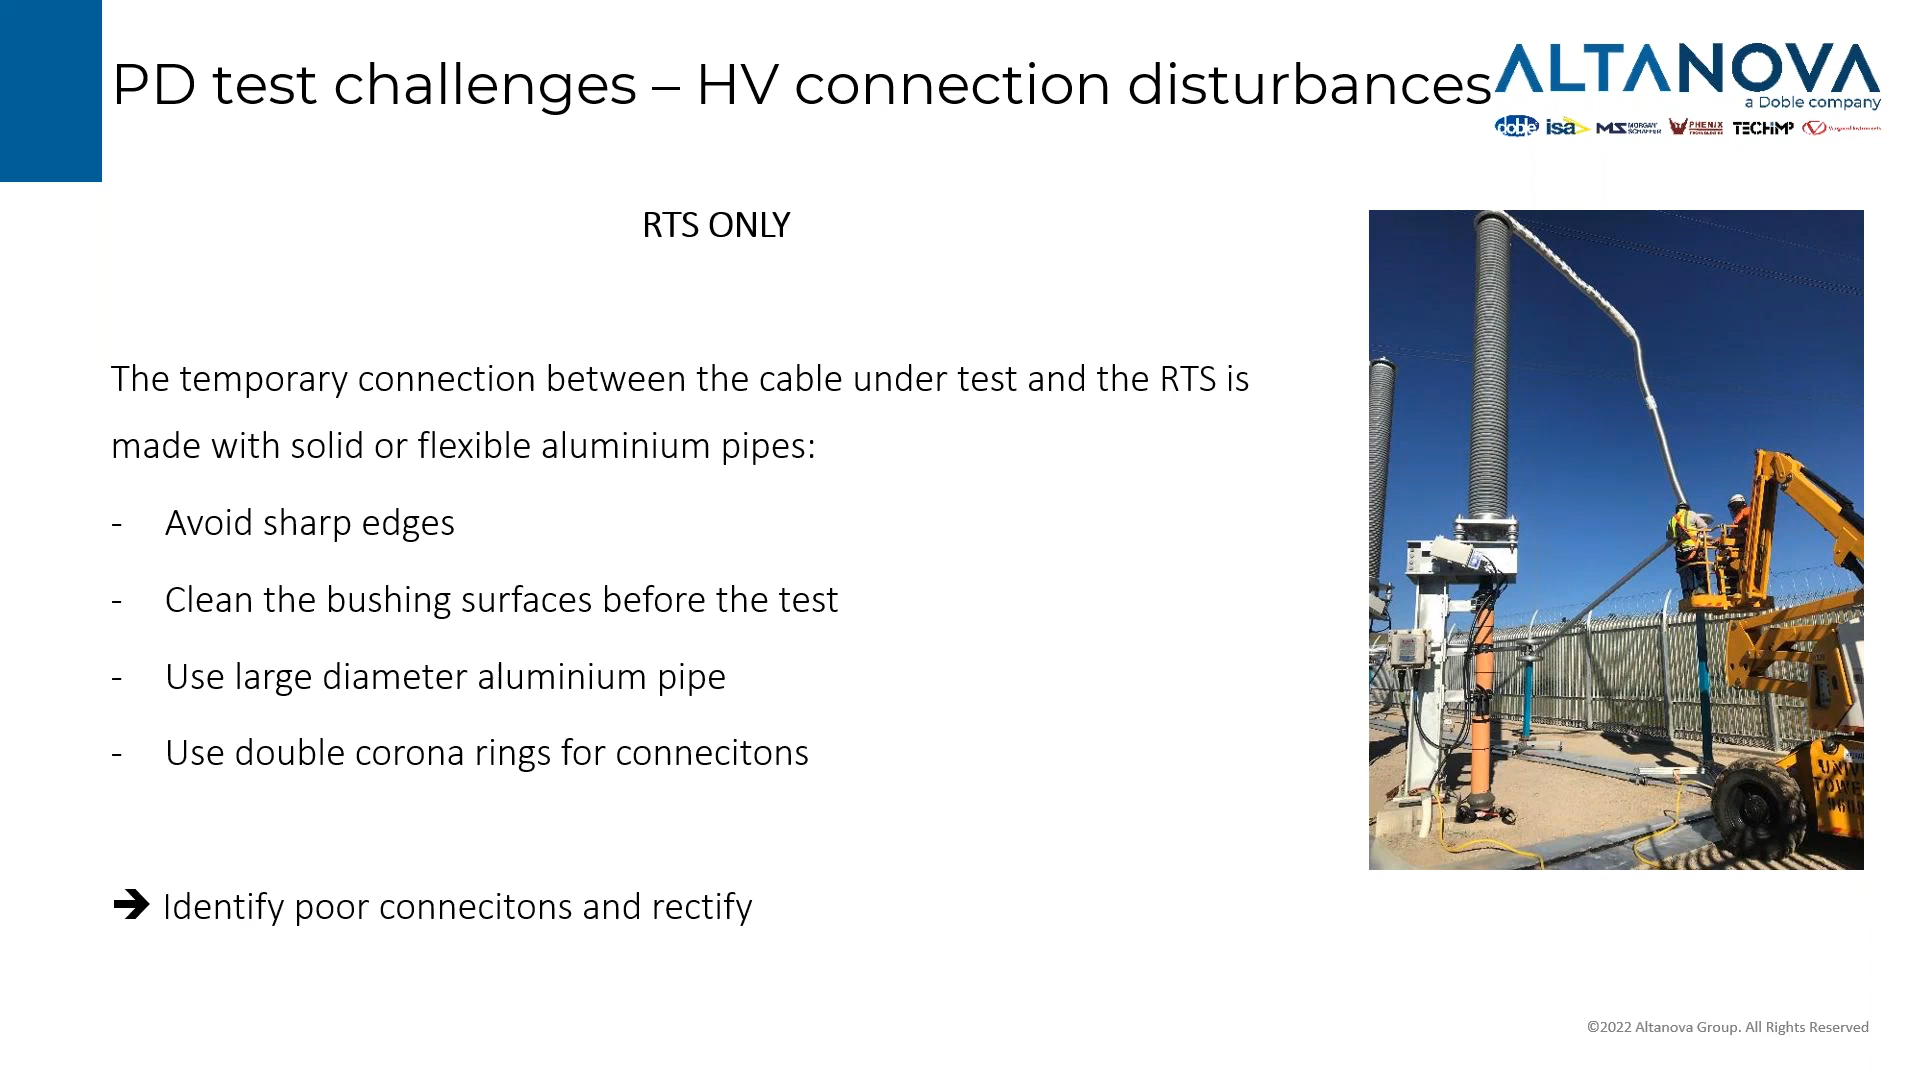 PD test challenges – HV connection disturbances
ALTANOVA
a Doble company
doble isa MS MORGAN SCHAFFER PHENIX TECHNOLOGIES TECHIMP Vanguard Instruments
RTS ONLY
The temporary connection between the cable under test and the RTS is
made with solid or flexible aluminium pipes:
- Avoid sharp edges
- Clean the bushing surfaces before the test
- Use large diameter aluminium pipe
- Use double corona rings for connecitons
➔ Identify poor connecitons and rectify
©2022 Altanova Group. All Rights Reserved